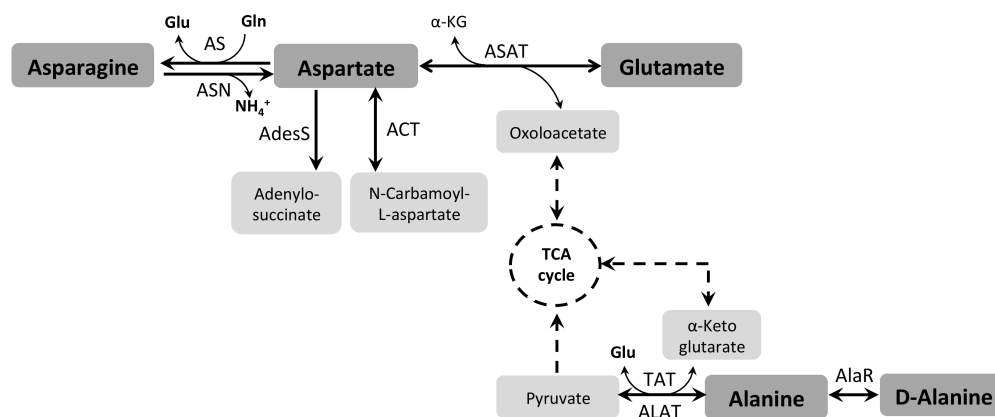 Glu
Gln
α-KG
AS
ASAT
Asparagine
Aspartate
Glutamate
ASN
NH₄⁺
AdesS
ACT
Oxoloacetate
Adenylo-
succinate
N-Carbamoyl-
L-aspartate
TCA
cycle
α-Keto
glutarate
Glu
TAT
AlaR
Pyruvate
ALAT
Alanine
D-Alanine